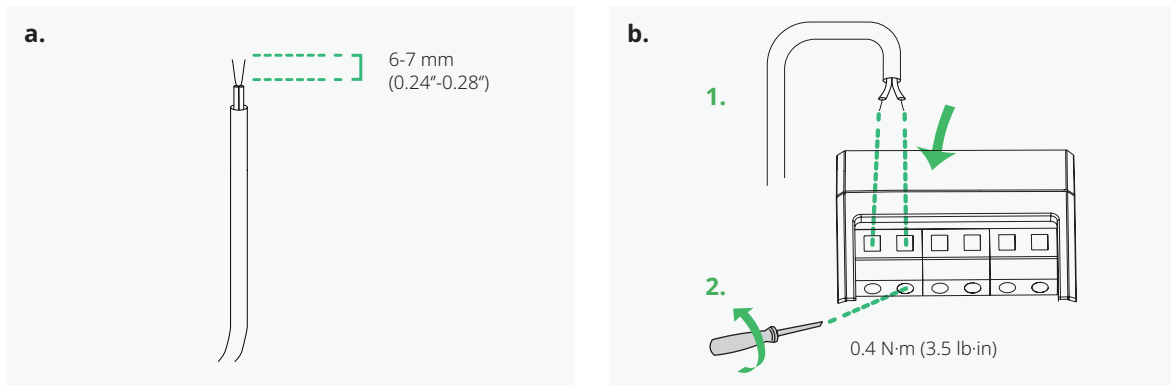 a.
6-7 mm
(0.24”-0.28”)
b.
1.
2.
0.4 N·m (3.5 lb·in)